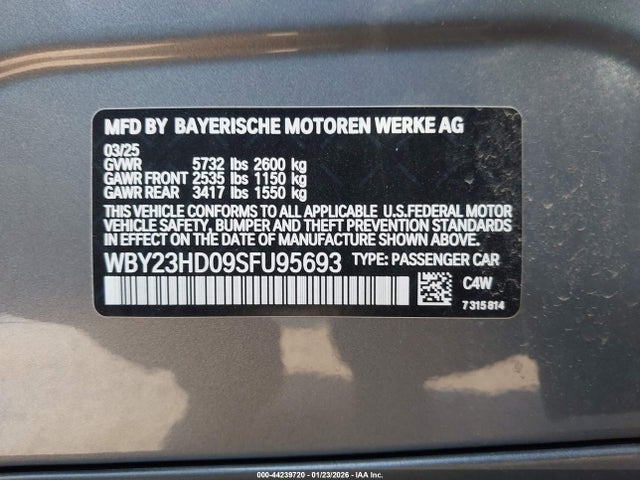 MFD BY BAYERISCHE MOTOREN WERKE AG
03/25
GVWR 5732 lbs 2600 kg
GAWR FRONT 2535 lbs 1150 kg
GAWR REAR 3417 lbs 1550 kg
THIS VEHICLE CONFORMS TO ALL APPLICABLE U.S.FEDERAL MOTOR
VEHICLE SAFETY, BUMPER AND THEFT PREVENTION STANDARDS
IN EFFECT ON THE DATE OF MANUFACTURE SHOWN ABOVE.
WBY23HD09SFU95693 TYPE: PASSENGER CAR
C4W
7315814
000-44239720 - 01/23/2026 - IAA Inc.